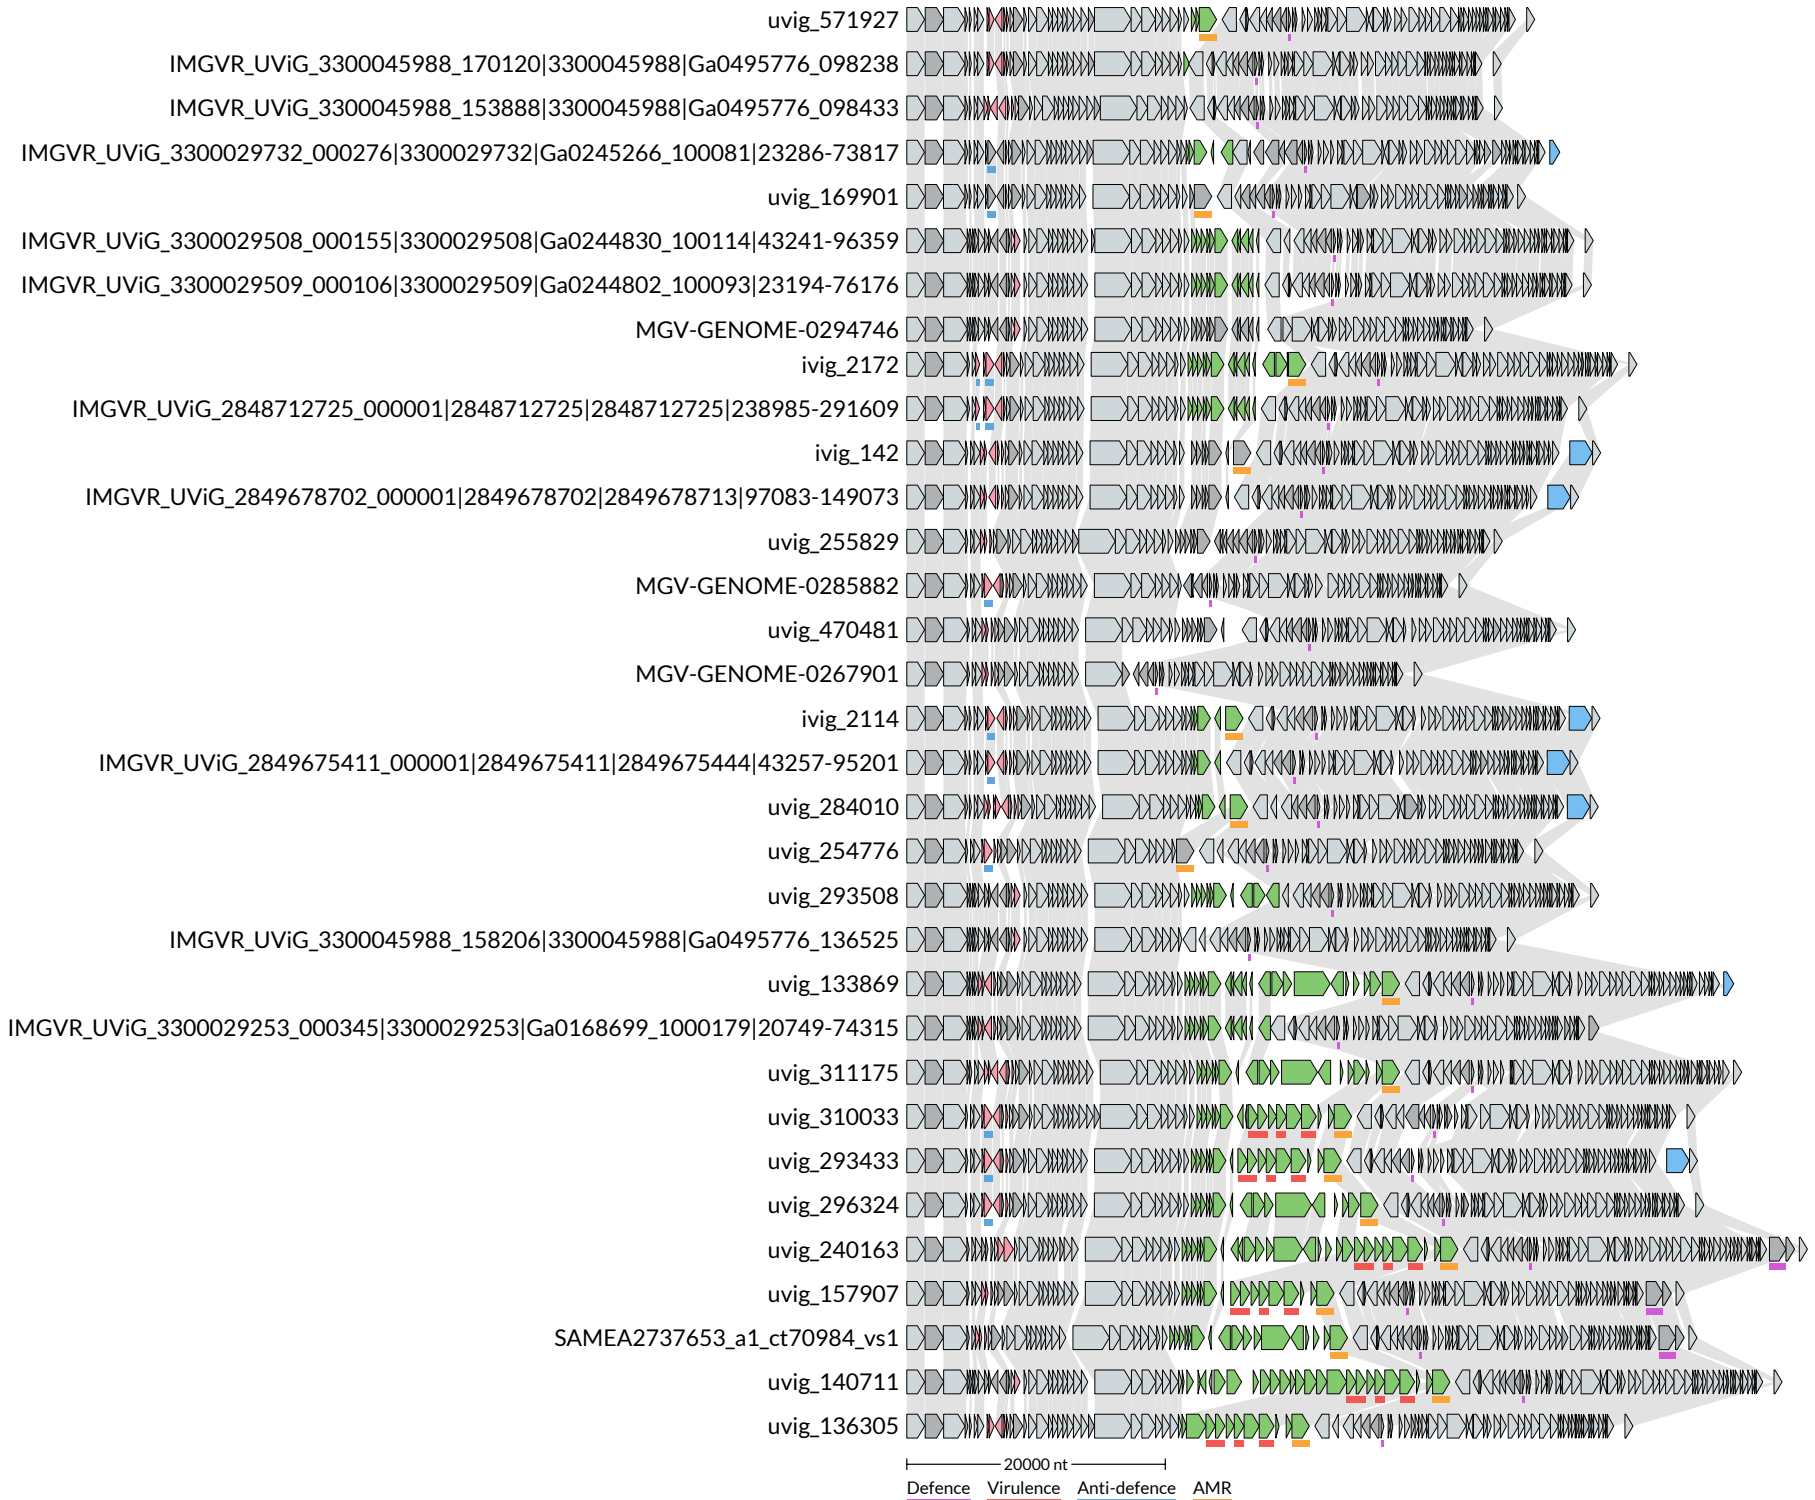 uvig_571927
IMGVR_UViG_3300045988_170120|3300045988|Ga0495776_098238
IMGVR_UViG_3300045988_153888|3300045988|Ga0495776_098433
IMGVR_UViG_3300029732_000276|3300029732|Ga0245266_100081|23286-73817
uvig_169901
IMGVR_UViG_3300029508_000155|3300029508|Ga0244830_100114|43241-96359
IMGVR_UViG_3300029509_000106|3300029509|Ga0244802_100093|23194-76176
MGV-GENOME-0294746
ivig_2172
IMGVR_UViG_2848712725_000001|2848712725|2848712725|238985-291609
ivig_142
IMGVR_UViG_2849678702_000001|2849678702|2849678713|97083-149073
uvig_255829
MGV-GENOME-0285882
uvig_470481
MGV-GENOME-0267901
ivig_2114
IMGVR_UViG_2849675411_000001|2849675411|2849675444|43257-95201
uvig_284010
uvig_254776
uvig_293508
IMGVR_UViG_3300045988_158206|3300045988|Ga0495776_136525
uvig_133869
IMGVR_UViG_3300029253_000345|3300029253|Ga0168699_1000179|20749-74315
uvig_311175
uvig_310033
uvig_293433
uvig_296324
uvig_240163
uvig_157907
SAMEA2737653_a1_ct70984_vs1
uvig_140711
uvig_136305
20000 nt
Defence Virulence Anti-defence AMR